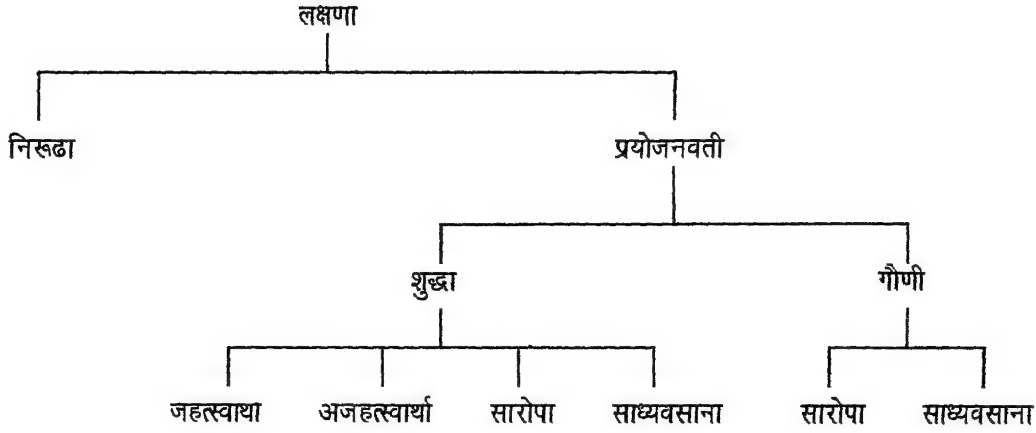 लक्षणा
निरूढा प्रयोजनवती
शुद्धा गौणी
जहत्स्वाथा अजहत्स्वार्था सारोपा साध्यवसाना सारोपा साध्यवसाना